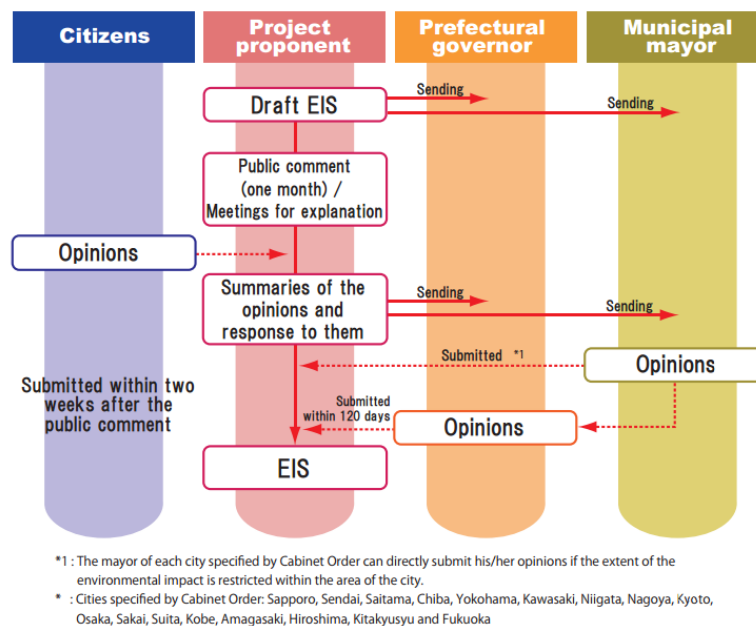 Citizens
Project
proponent
Prefectural
governor
Municipal
mayor
Draft EIS
Sending
Sending
Public comment
(one month) /
Meetings for explanation
Opinions
Summaries of the
opinions and
response to them
Sending
Sending
Submitted *1
Opinions
Submitted within two
weeks after the
public comment
Submitted
within 120 days
Opinions
EIS
*1 : The mayor of each city specified by Cabinet Order can directly submit his/her opinions if the extent of the
environmental impact is restricted within the area of the city.
* : Cities specified by Cabinet Order: Sapporo, Sendai, Saitama, Chiba, Yokohama, Kawasaki, Niigata, Nagoya, Kyoto,
Osaka, Sakai, Suita, Kobe, Amagasaki, Hiroshima, Kitakyusyu and Fukuoka